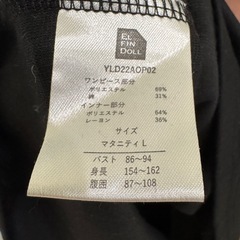 EL
FIN
DOLL
YLD22AOP02
ワンピース部分
ポリエステル 69%
綿 31%
インナー部分
ポリエステル 64%
レーヨン 36%
サイズ
マタニティ L
バスト 86〜94
身長 154〜162
腹囲 87〜108